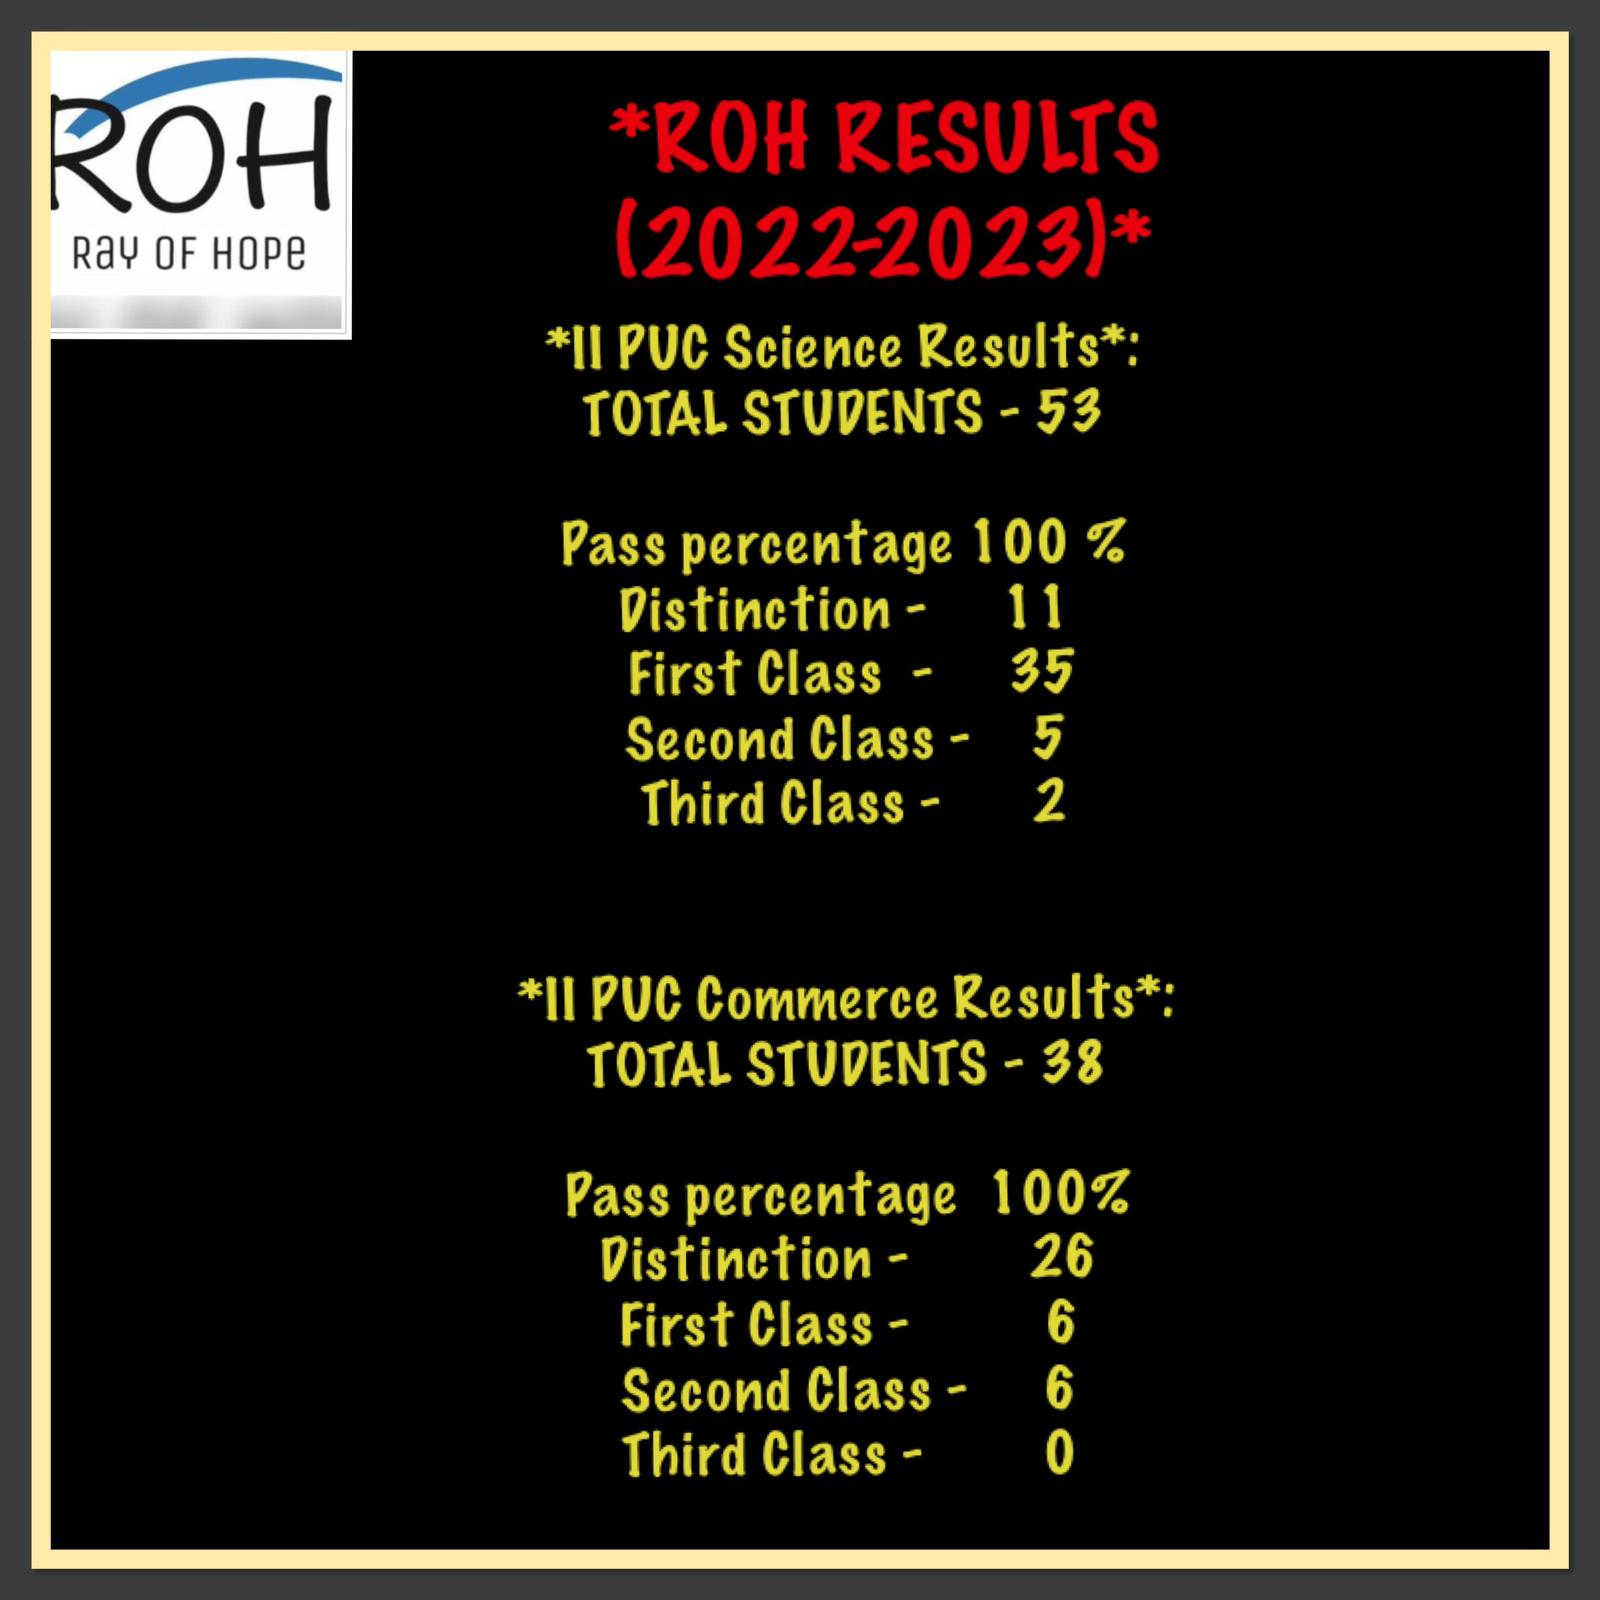 ROH
Ray OF HOPe
*ROH RESULTS
(2022-2023)*
*II PUC Science Results*:
TOTAL STUDENTS - 53
Pass percentage 100 %
Distinction - 11
First Class - 35
Second Class - 5
Third Class - 2
*II PUC Commerce Results*:
TOTAL STUDENTS - 38
Pass percentage 100%
Distinction - 26
First Class - 6
Second Class - 6
Third Class - 0